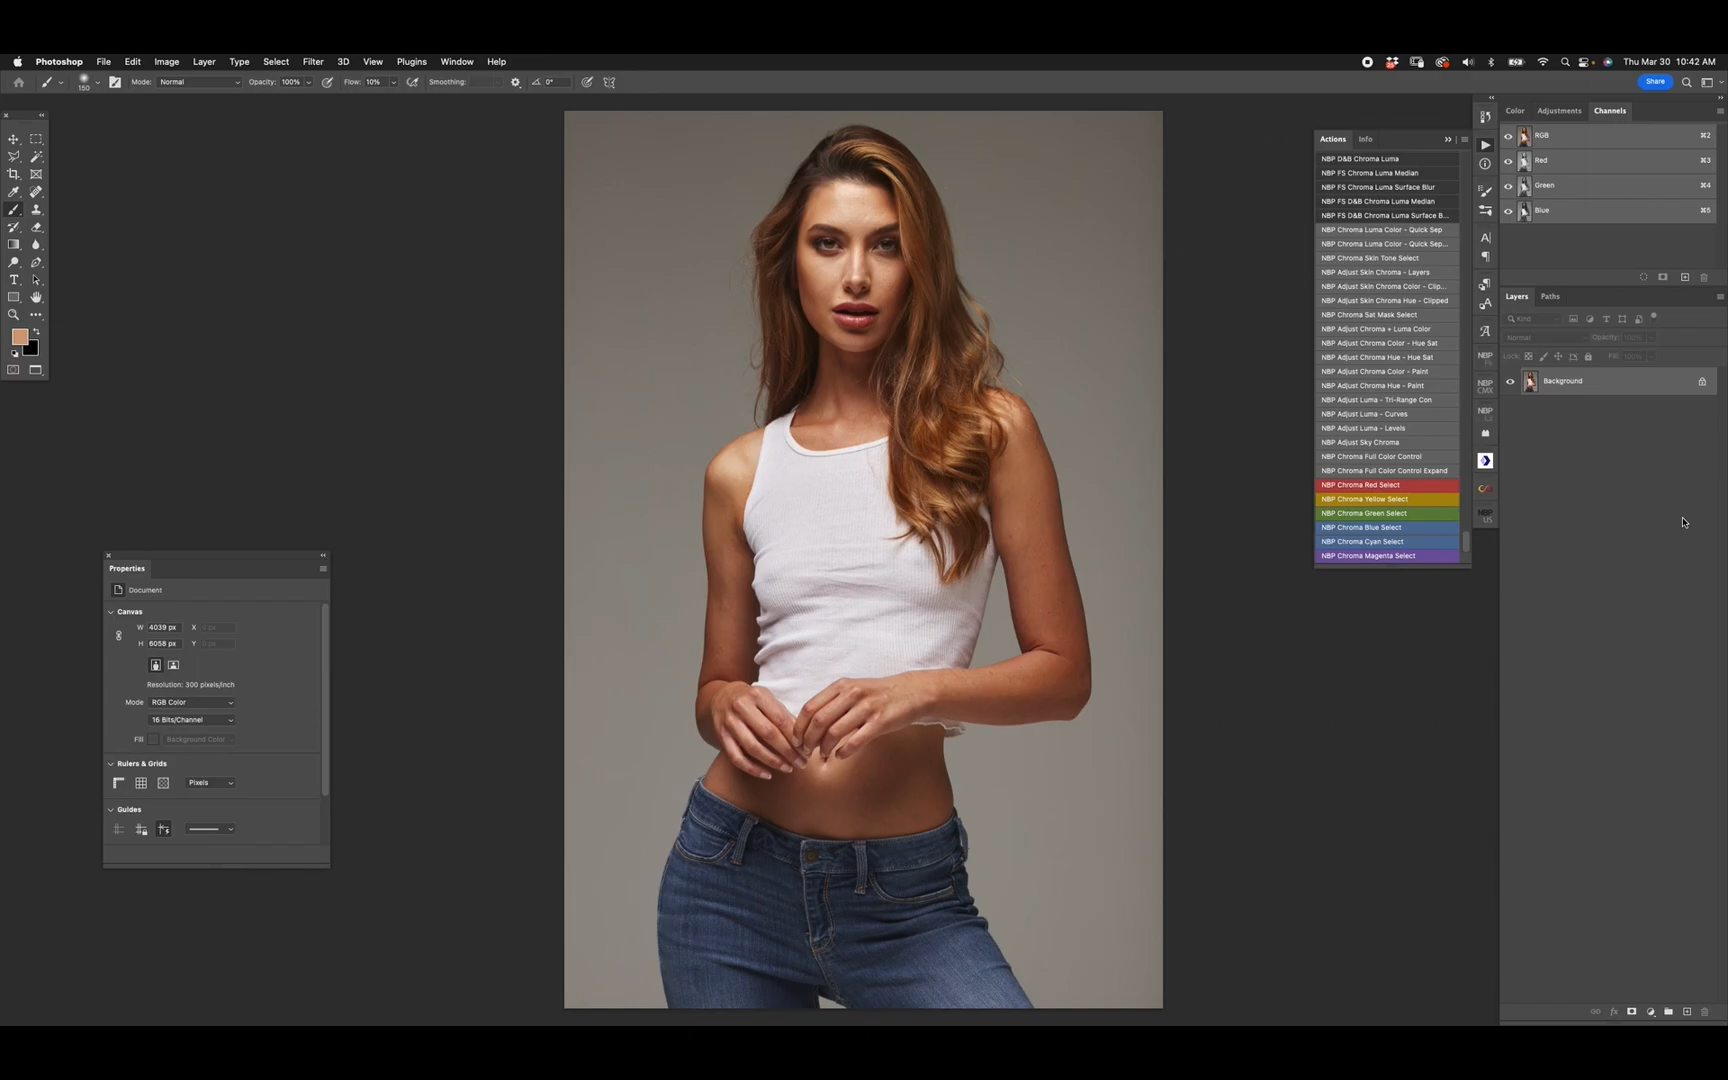 Photoshop File Edit Image Layer Type Select Filter 3D View Plugins Window Help
Thu Mar 30 10:42 AM
150 Mode: Normal Opacity: 100% Flow: 10% Smoothing: 0°
Share
Color Adjustments Channels
RGB ⌘2
Red ⌘3
Green ⌘4
Blue ⌘5
Actions Info
NBP D&B Chroma Luma
NBP FS Chroma Luma Median
NBP FS Chroma Luma Surface Blur
NBP FS D&B Chroma Luma Median
NBP FS D&B Chroma Luma Surface B...
NBP Chroma Luma Color - Quick Sep
NBP Chroma Luma Color - Quick Sep...
NBP Chroma Skin Tone Select
NBP Adjust Skin Chroma - Layers
NBP Adjust Skin Chroma Color - Clip...
NBP Adjust Skin Chroma Hue - Clipped
NBP Chroma Sat Mask Select
NBP Adjust Chroma + Luma Color
NBP Adjust Chroma Color - Hue Sat
NBP Adjust Chroma Hue - Hue Sat
NBP Adjust Chroma Color - Paint
NBP Adjust Chroma Hue - Paint
NBP Adjust Luma - Tri-Range Con
NBP Adjust Luma - Curves
NBP Adjust Luma - Levels
NBP Adjust Sky Chroma
NBP Chroma Full Color Control
NBP Chroma Full Color Control Expand
NBP Chroma Red Select
NBP Chroma Yellow Select
NBP Chroma Green Select
NBP Chroma Blue Select
NBP Chroma Cyan Select
NBP Chroma Magenta Select
NBP
NBP
CMX
NBP
NBP
US
Layers Paths
Kind
Normal Opacity: 100%
Lock: Fill: 100%
Background
Properties
Document
Canvas
W 4039 px X
H 6058 px Y
Resolution: 300 pixels/inch
Mode RGB Color
16 Bits/Channel
Fill Background Color
Rulers & Grids
Pixels
Guides